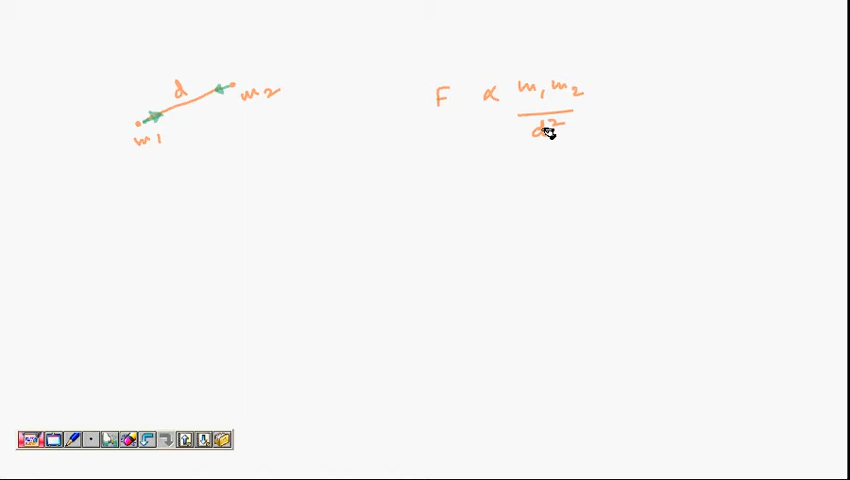 d
m2
m1
F ∝ m₁m₂
d²